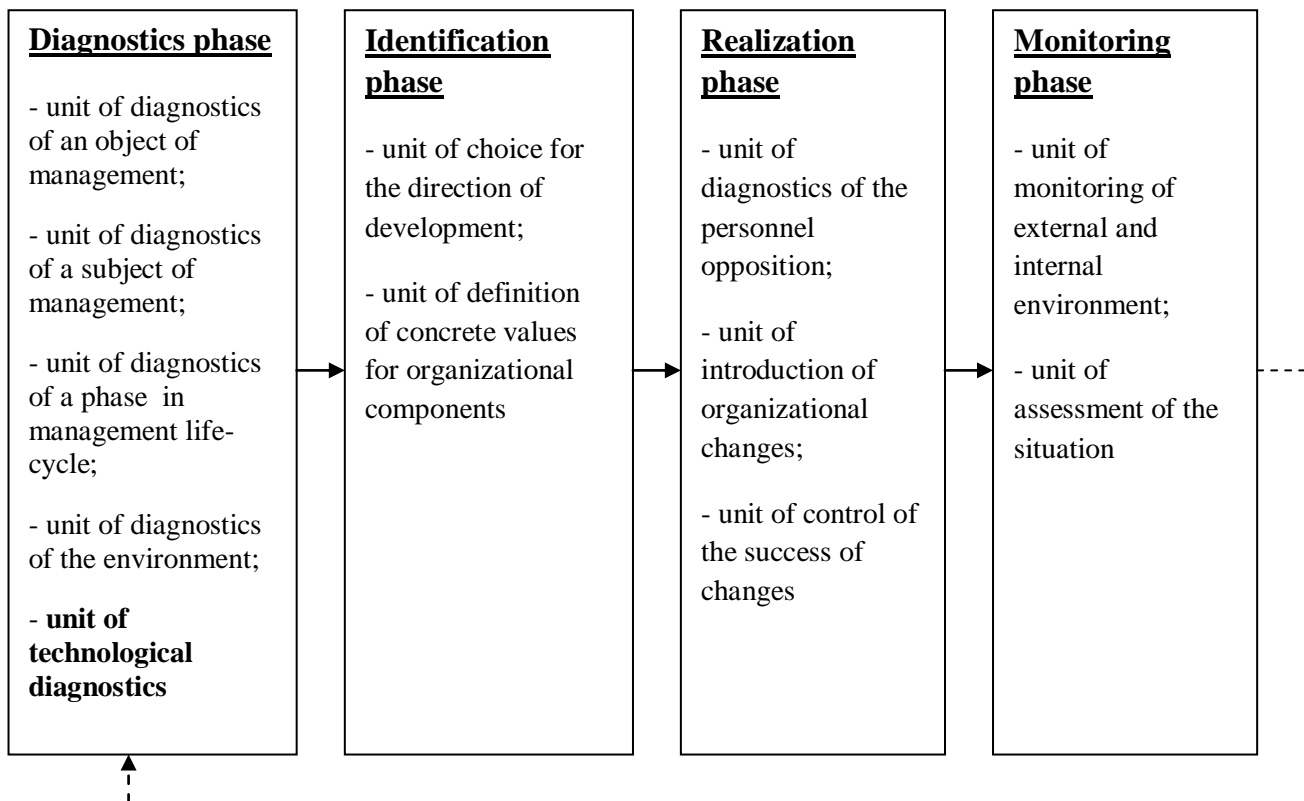 Diagnostics phase
- unit of diagnostics
of an object of
management;
- unit of diagnostics
of a subject of
management;
- unit of diagnostics
of a phase in
management life-
cycle;
- unit of diagnostics
of the environment;
- unit of
technological
diagnostics
Identification
phase
- unit of choice for
the direction of
development;
- unit of definition
of concrete values
for organizational
components
Realization
phase
- unit of
diagnostics of the
personnel
opposition;
- unit of
introduction of
organizational
changes;
- unit of control of
the success of
changes
Monitoring
phase
- unit of
monitoring of
external and
internal
environment;
- unit of
assessment of the
situation